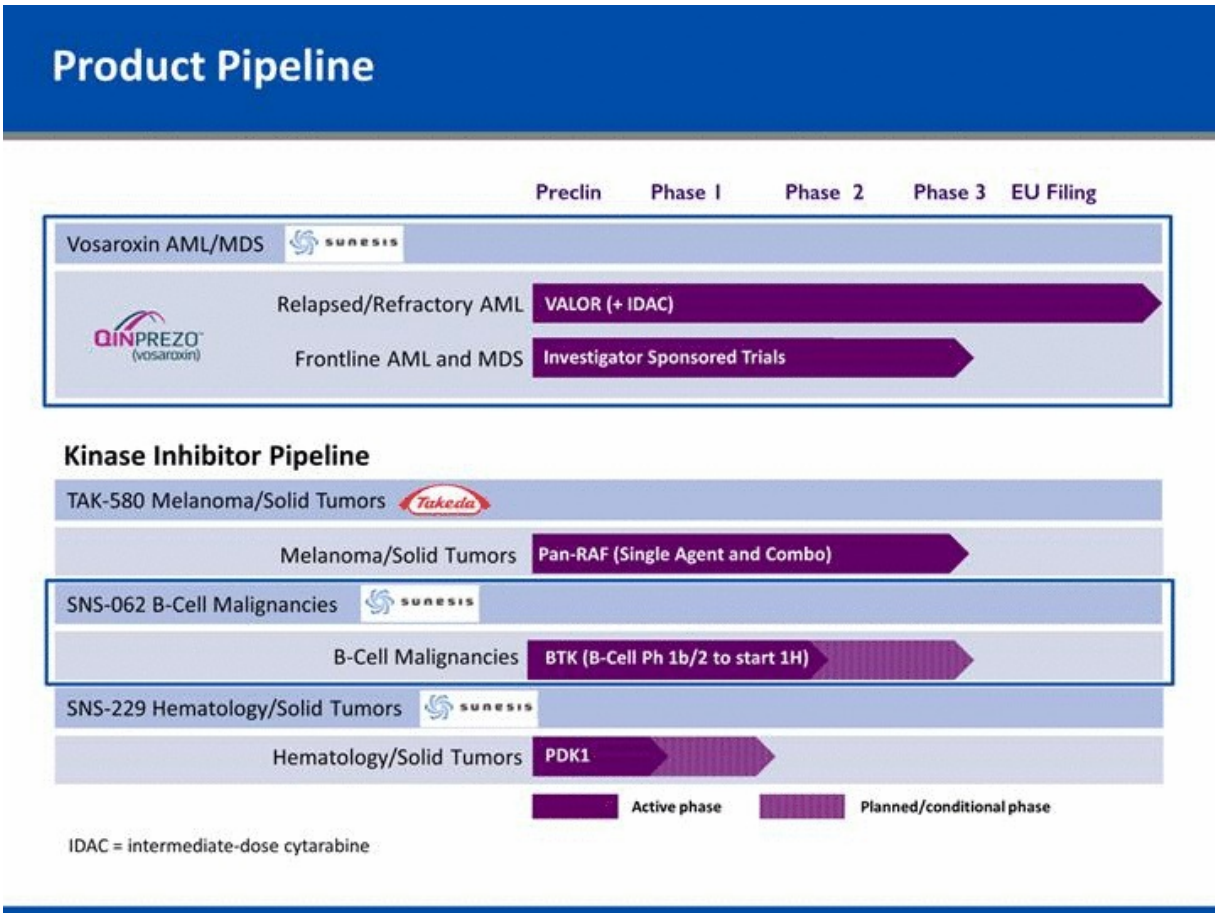 Product Pipeline
Preclin Phase 1 Phase 2 Phase 3 EU Filing
Vosaroxin AML/MDS sunesis
Relapsed/Refractory AML VALOR (+ IDAC)
QINPREZO™
(vosaroxin)
Frontline AML and MDS Investigator Sponsored Trials
Kinase Inhibitor Pipeline
TAK-580 Melanoma/Solid Tumors Takeda
Melanoma/Solid Tumors Pan-RAF (Single Agent and Combo)
SNS-062 B-Cell Malignancies sunesis
B-Cell Malignancies BTK (B-Cell Ph 1b/2 to start 1H)
SNS-229 Hematology/Solid Tumors sunesis
Hematology/Solid Tumors PDK1
Active phase Planned/conditional phase
IDAC = intermediate-dose cytarabine